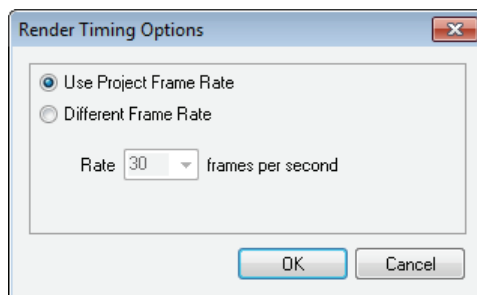 Render Timing Options
Use Project Frame Rate
Different Frame Rate
Rate 30 frames per second
OK Cancel